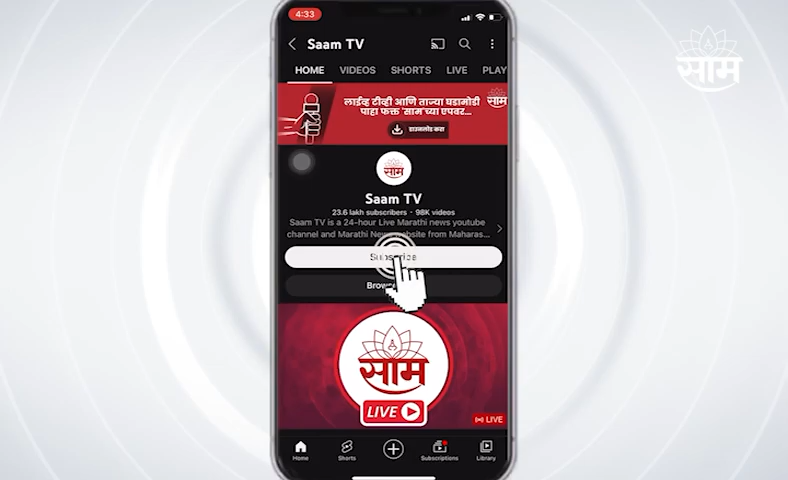 4:33
Saam TV
HOME VIDEOS SHORTS LIVE PLAY
साम
लाईव्ह टीव्ही आणि ताज्या घडामोडी
पाहा फक्त 'साम'च्या एपवर...
साम
डाउनलोड करा
साम
Saam TV
23.6 lakh subscribers • 98K videos
Saam TV is a 24-hour Live Marathi news youtube
channel and Marathi News website from Maharas...
Subscribe
साम
LIVE
LIVE
Home Shorts Subscriptions Library